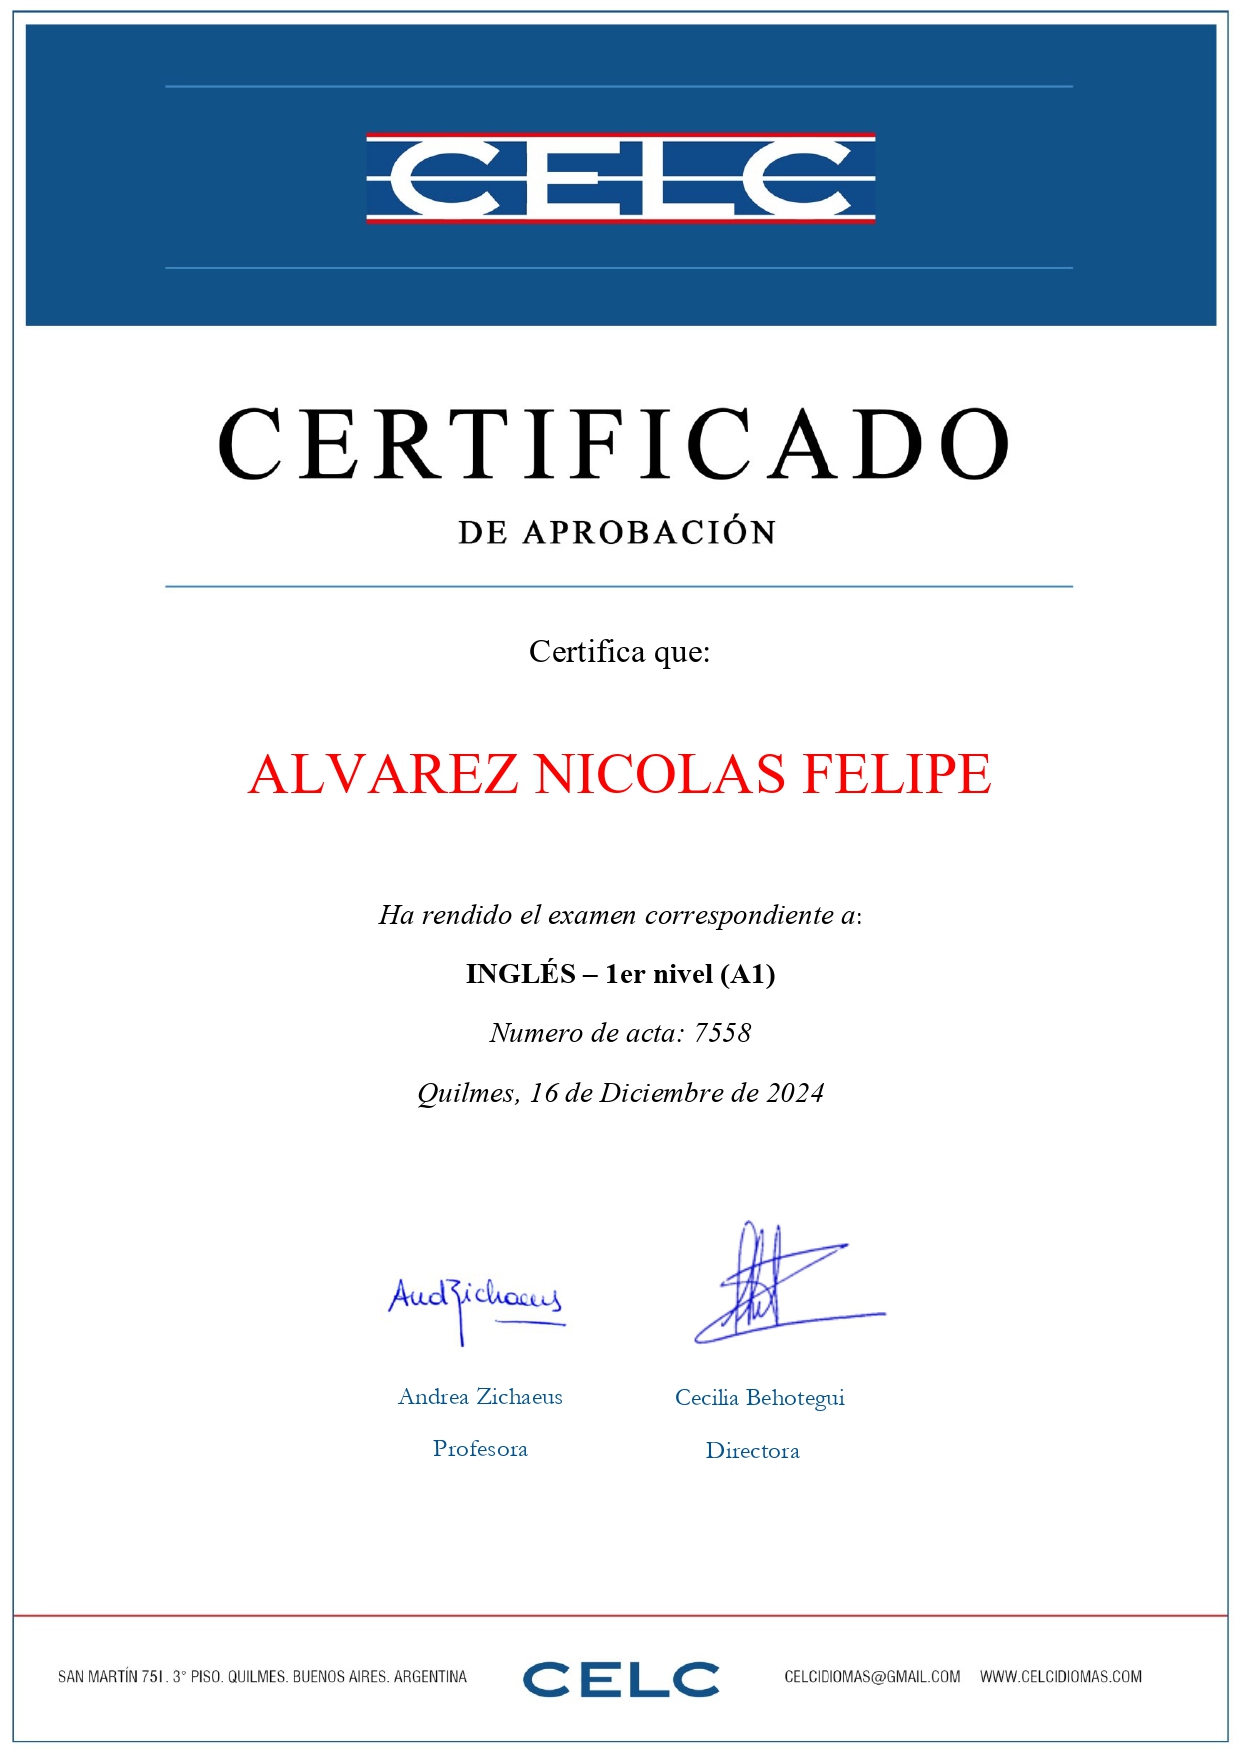 CELC
CERTIFICADO
DE APROBACIÓN
Certifica que:
ALVAREZ NICOLAS FELIPE
Ha rendido el examen correspondiente a:
INGLÉS – 1er nivel (A1)
Numero de acta: 7558
Quilmes, 16 de Diciembre de 2024
AndZichaeus
Andrea Zichaeus
Profesora
Cecilia Behotegui
Directora
SAN MARTÍN 751. 3° PISO. QUILMES. BUENOS AIRES. ARGENTINA
CELC
CELCIDIOMAS@GMAIL.COM WWW.CELCIDIOMAS.COM